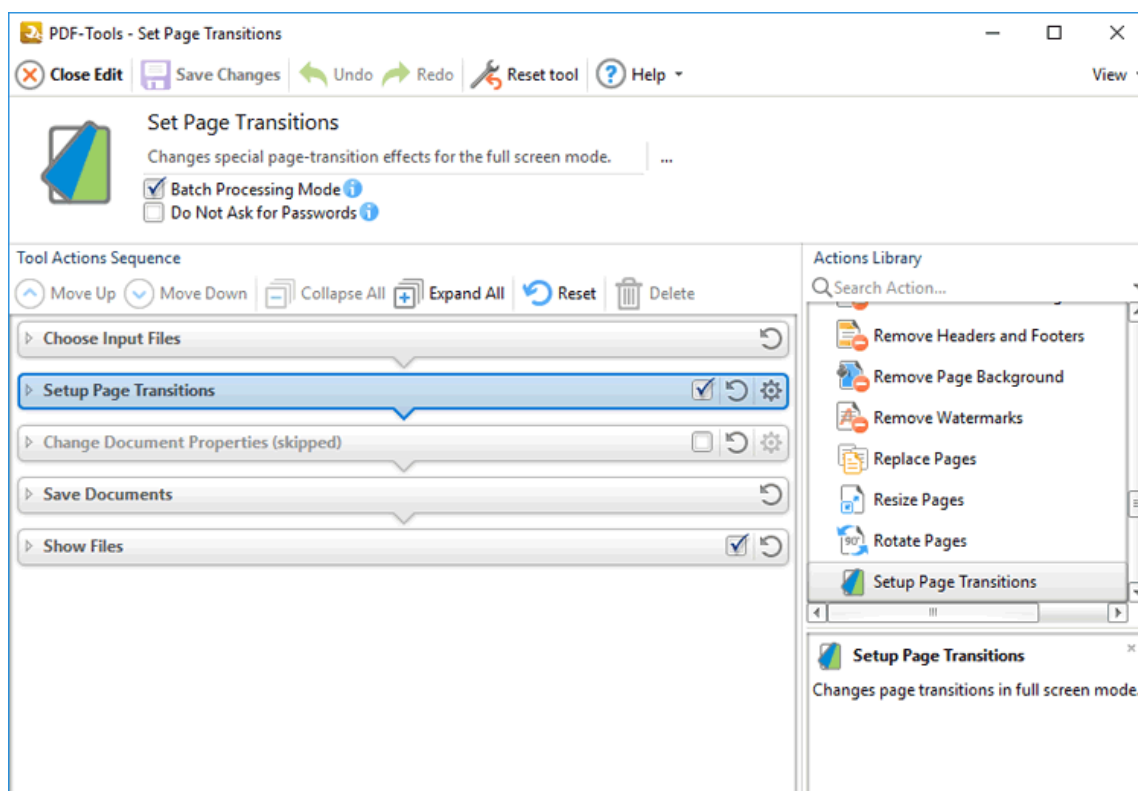 PDF-Tools - Set Page Transitions
Close Edit Save Changes Undo Redo Reset tool Help View
Set Page Transitions
Changes special page-transition effects for the full screen mode. ...
Batch Processing Mode
Do Not Ask for Passwords
Tool Actions Sequence
Move Up Move Down Collapse All Expand All Reset Delete
Choose Input Files
Setup Page Transitions
Change Document Properties (skipped)
Save Documents
Show Files
Actions Library
Search Action...
Remove Headers and Footers
Remove Page Background
Remove Watermarks
Replace Pages
Resize Pages
90° Rotate Pages
Setup Page Transitions
Setup Page Transitions
Changes page transitions in full screen mode.